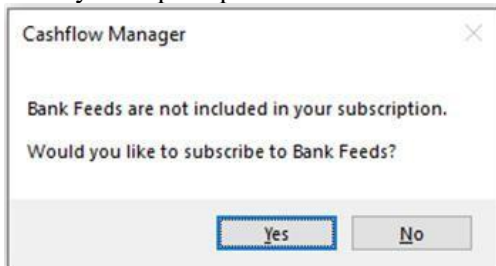 Cashflow Manager
Bank Feeds are not included in your subscription.
Would you like to subscribe to Bank Feeds?
Yes
No